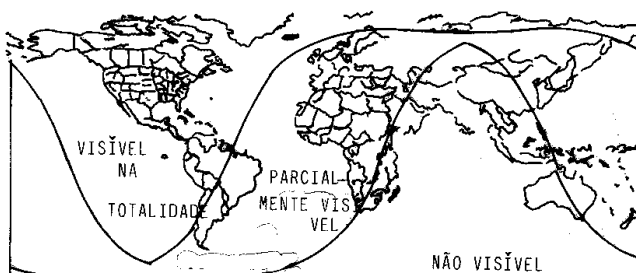 VISÍVEL
NA
TOTALIDADE
PARCIAL
MENTE VISÍ
VEL
NÃO VISÍVEL